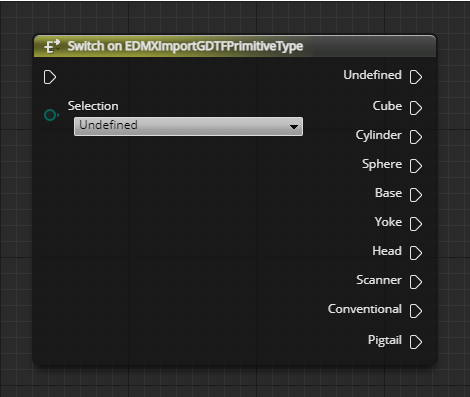 Switch on EDMXImportGDTFPrimitiveType
Undefined
Selection
Undefined
Cube
Cylinder
Sphere
Base
Yoke
Head
Scanner
Conventional
Pigtail